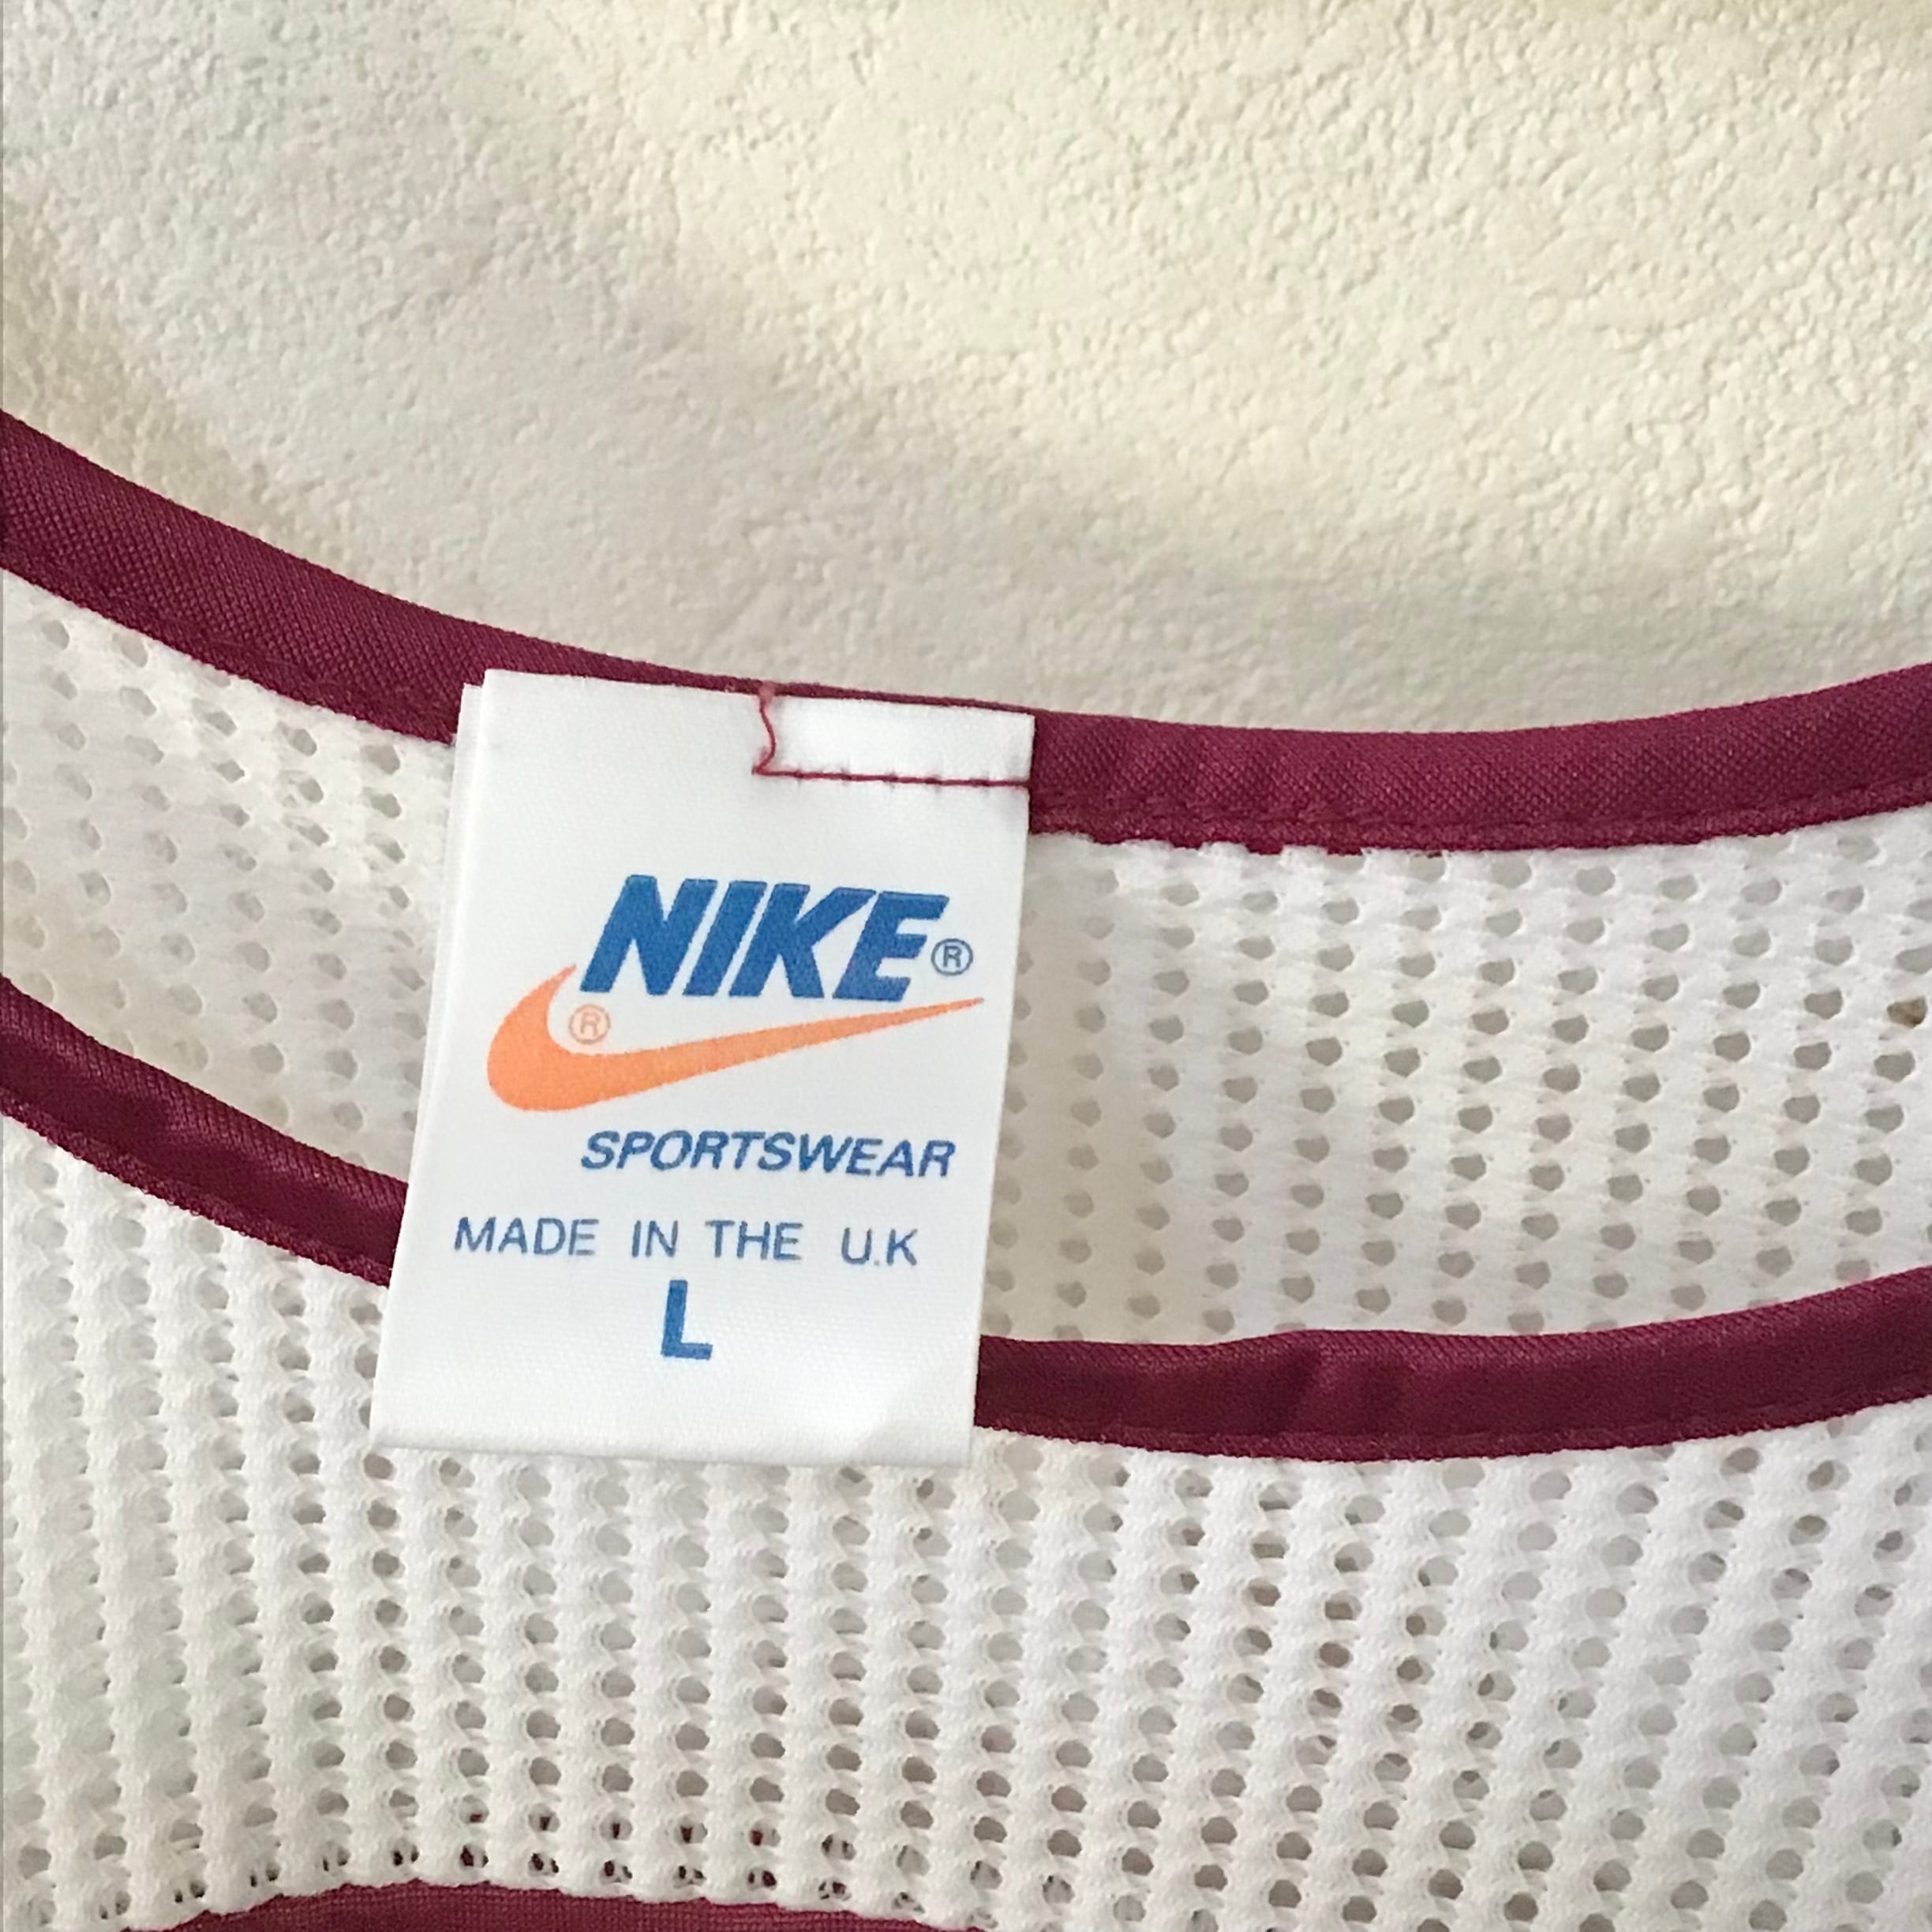 NIKE®
®
SPORTSWEAR
MADE IN THE U.K
L